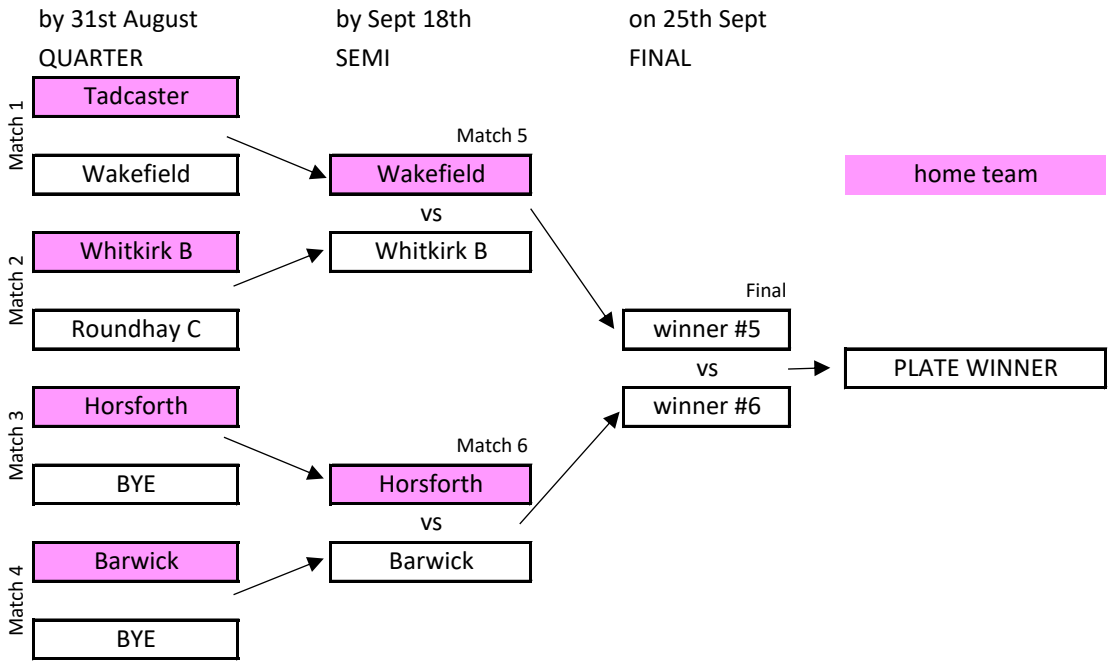 by 31st August
by Sept 18th
on 25th Sept
QUARTER
SEMI
FINAL
Match 1
Tadcaster
Wakefield
Match 2
Whitkirk B
Roundhay C
Match 3
Horsforth
BYE
Match 4
Barwick
BYE
Match 5
Wakefield
vs
Whitkirk B
Match 6
Horsforth
vs
Barwick
Final
winner #5
vs
winner #6
home team
PLATE WINNER